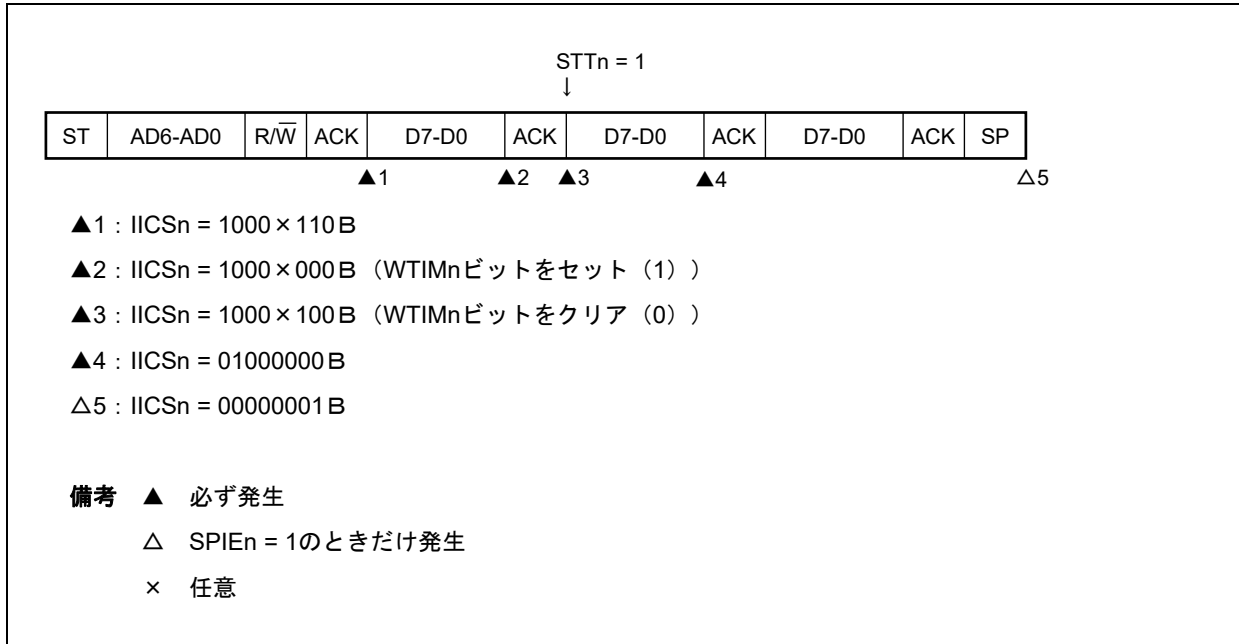 STTn = 1
↓
ST AD6-AD0 R/W̅ ACK D7-D0 ACK D7-D0 ACK D7-D0 ACK SP
▲1 ▲2 ▲3 ▲4 △5
▲1：IICSn = 1000×110B
▲2：IICSn = 1000×000B（WTIMnビットをセット（1））
▲3：IICSn = 1000×100B（WTIMnビットをクリア（0））
▲4：IICSn = 01000000B
△5：IICSn = 00000001B
備考 ▲ 必ず発生
△ SPIEn = 1のときだけ発生
× 任意